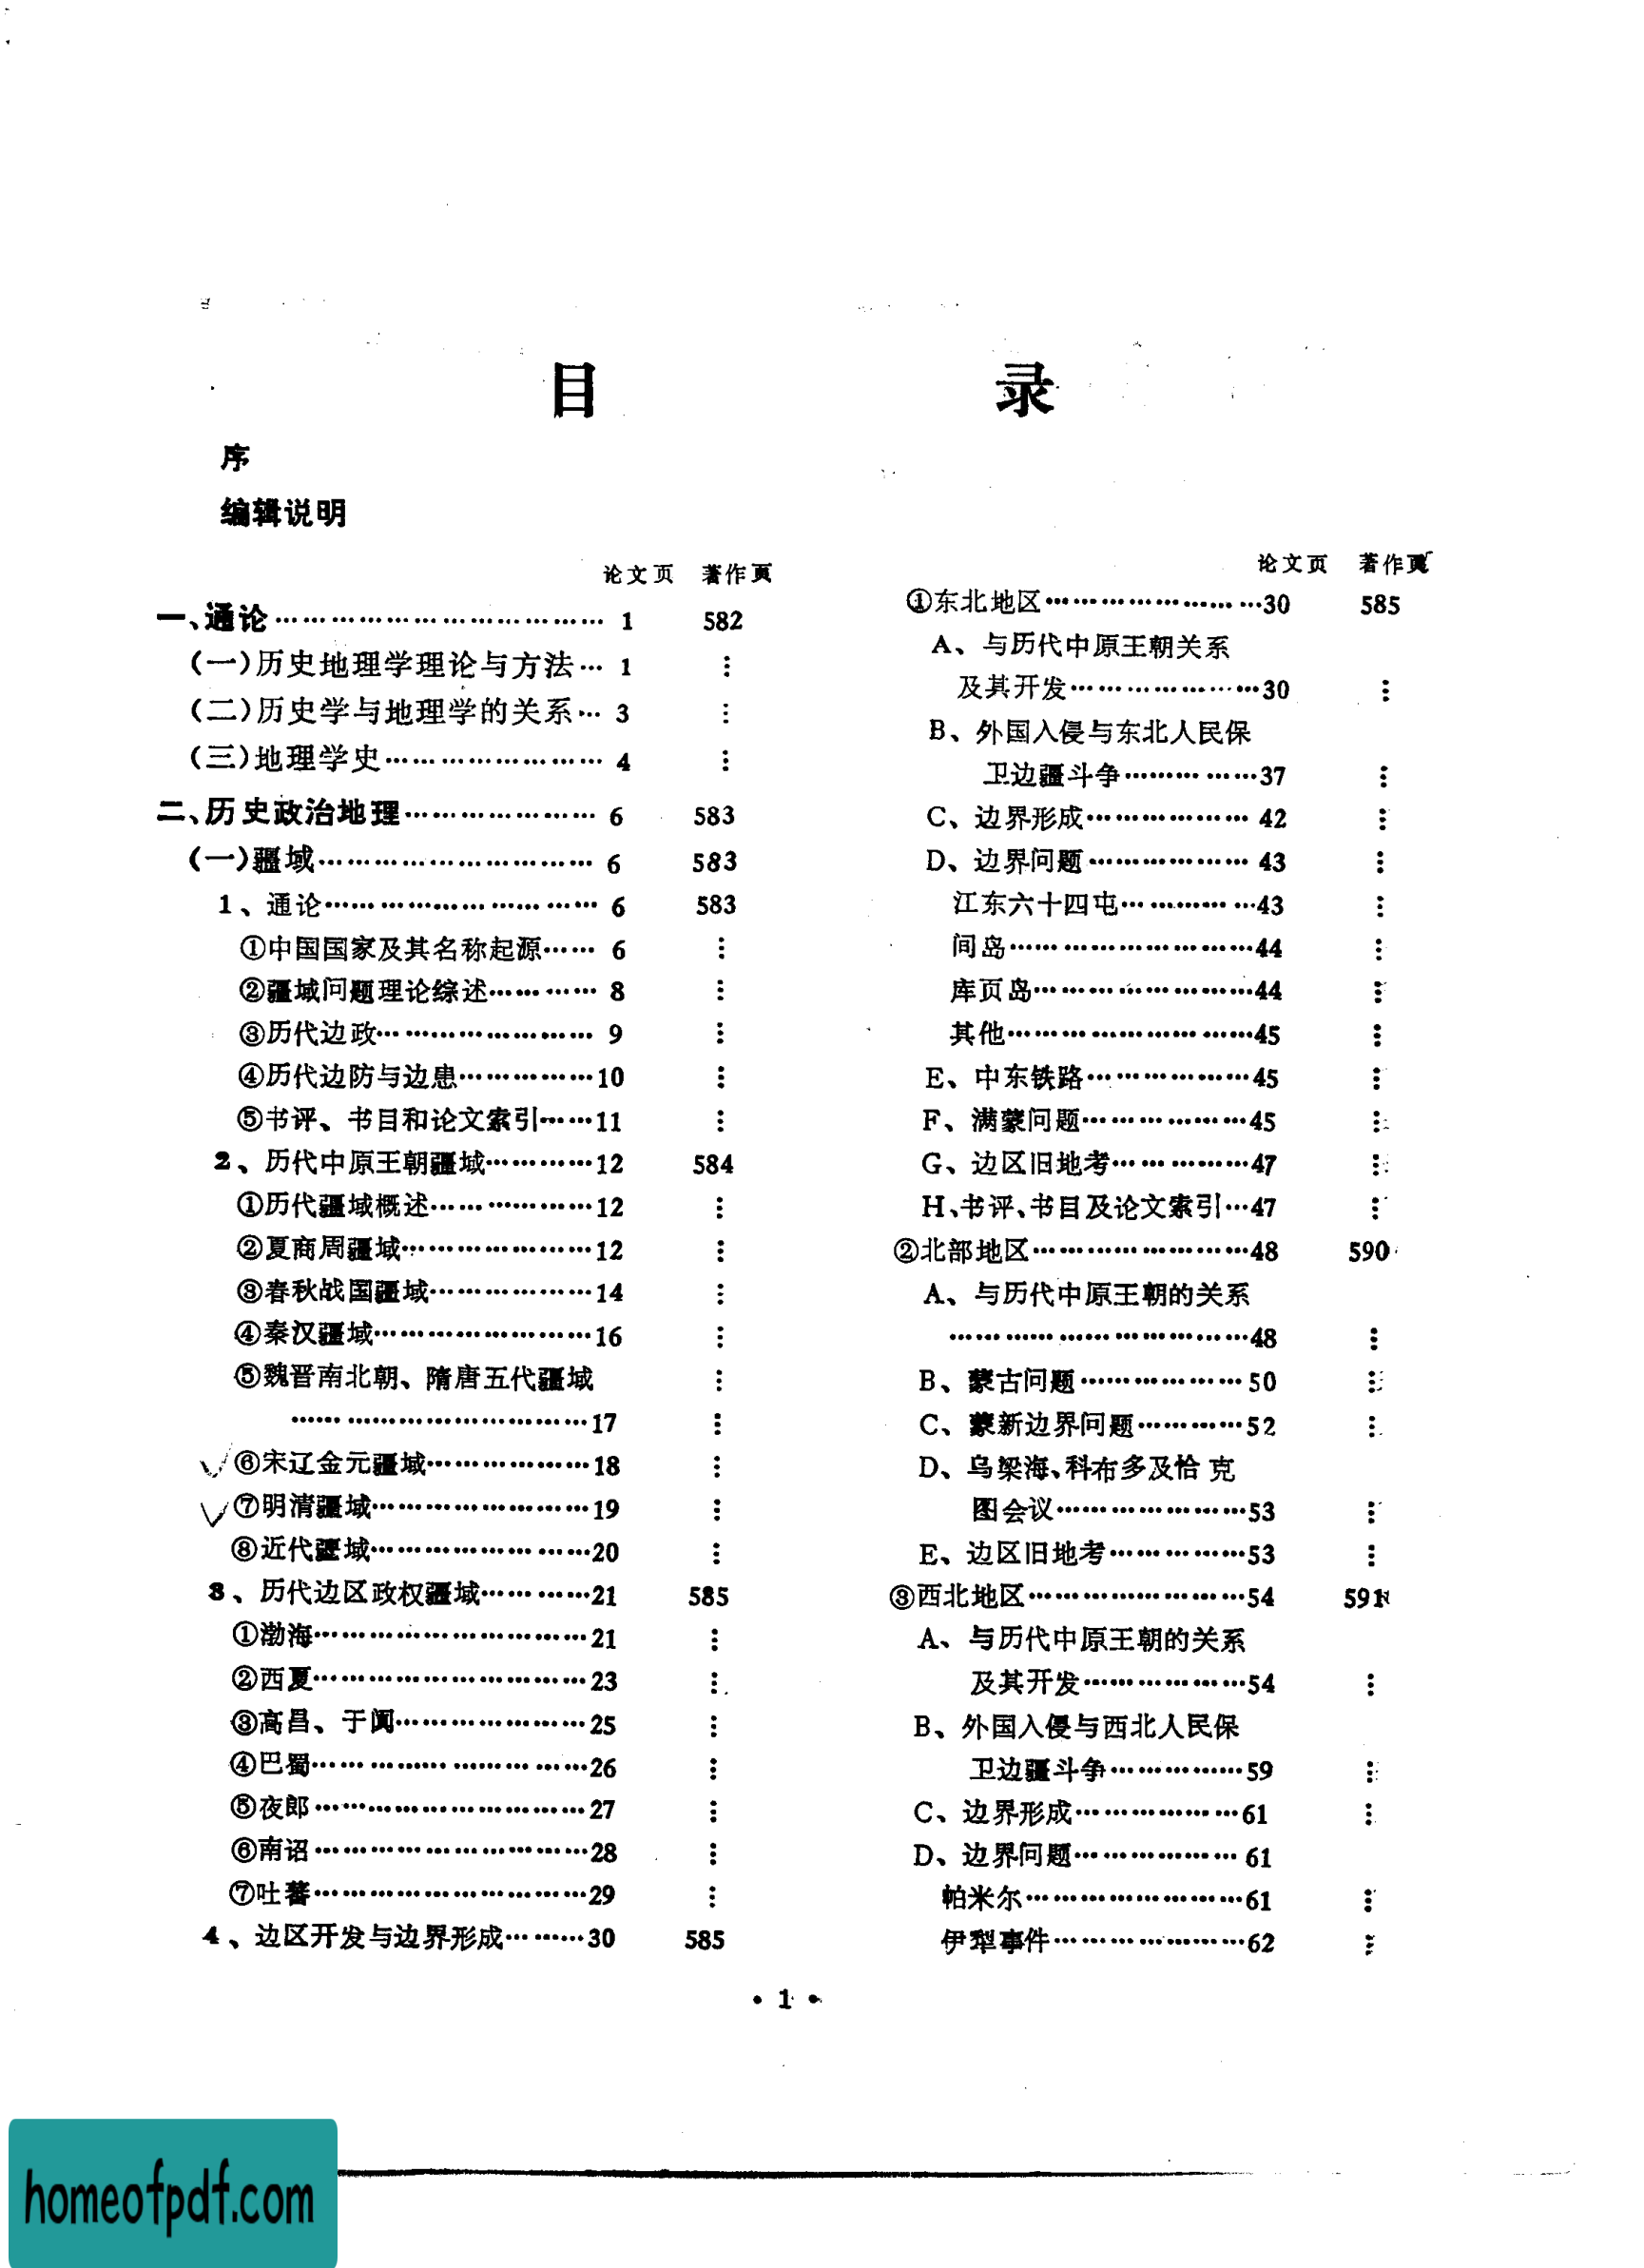 目 录
序
编辑说明
论文页 著作页
一、通论………………………………… 1 582
(一)历史地理学理论与方法… 1 ⋮
(二)历史学与地理学的关系… 3 ⋮
(三)地理学史…………………… 4 ⋮
二、历史政治地理………………… 6 583
(一)疆域………………………… 6 583
1、通论………………………… 6 583
①中国国家及其名称起源…… 6 ⋮
②疆域问题理论综述………… 8 ⋮
③历代边政…………………… 9 ⋮
④历代边防与边患……………10 ⋮
⑤书评、书目和论文索引……11 ⋮
2、历代中原王朝疆域…………12 584
①历代疆域概述………………12 ⋮
②夏商周疆域…………………12 ⋮
③春秋战国疆域………………14 ⋮
④秦汉疆域……………………16 ⋮
⑤魏晋南北朝、隋唐五代疆域 ⋮
……………………………17 ⋮
⑥宋辽金元疆域………………18 ⋮
⑦明清疆域……………………19 ⋮
⑧近代疆域……………………20 ⋮
3、历代边区政权疆域…………21 585
①渤海…………………………21 ⋮
②西夏…………………………23 ⋮
③高昌、于阗…………………25 ⋮
④巴蜀…………………………26 ⋮
⑤夜郎…………………………27 ⋮
⑥南诏…………………………28 ⋮
⑦吐蕃…………………………29 ⋮
4、边区开发与边界形成………30 585
论文页 著作页
①东北地区……………………30 585
A、与历代中原王朝关系
及其开发…………………30 ⋮
B、外国入侵与东北人民保
卫边疆斗争……………37 ⋮
C、边界形成……………… 42 ⋮
D、边界问题……………… 43 ⋮
江东六十四屯……………43 ⋮
间岛………………………44 ⋮
库页岛……………………44 ⋮
其他………………………45 ⋮
E、中东铁路………………45 ⋮
F、满蒙问题………………45 ⋮
G、边区旧地考……………47 ⋮
H、书评、书目及论文索引…47 ⋮
②北部地区……………………48 590
A、与历代中原王朝的关系
……………………………48 ⋮
B、蒙古问题……………… 50 ⋮
C、蒙新边界问题…………52 ⋮
D、乌梁海、科布多及恰克
图会议…………………53 ⋮
E、边区旧地考……………53 ⋮
③西北地区……………………54 591
A、与历代中原王朝的关系
及其开发………………54 ⋮
B、外国入侵与西北人民保
卫边疆斗争……………59 ⋮
C、边界形成………………61 ⋮
D、边界问题……………… 61
帕米尔……………………61 ⋮
伊犁事件…………………62 ⋮
• 1 •
homeofpdf.com